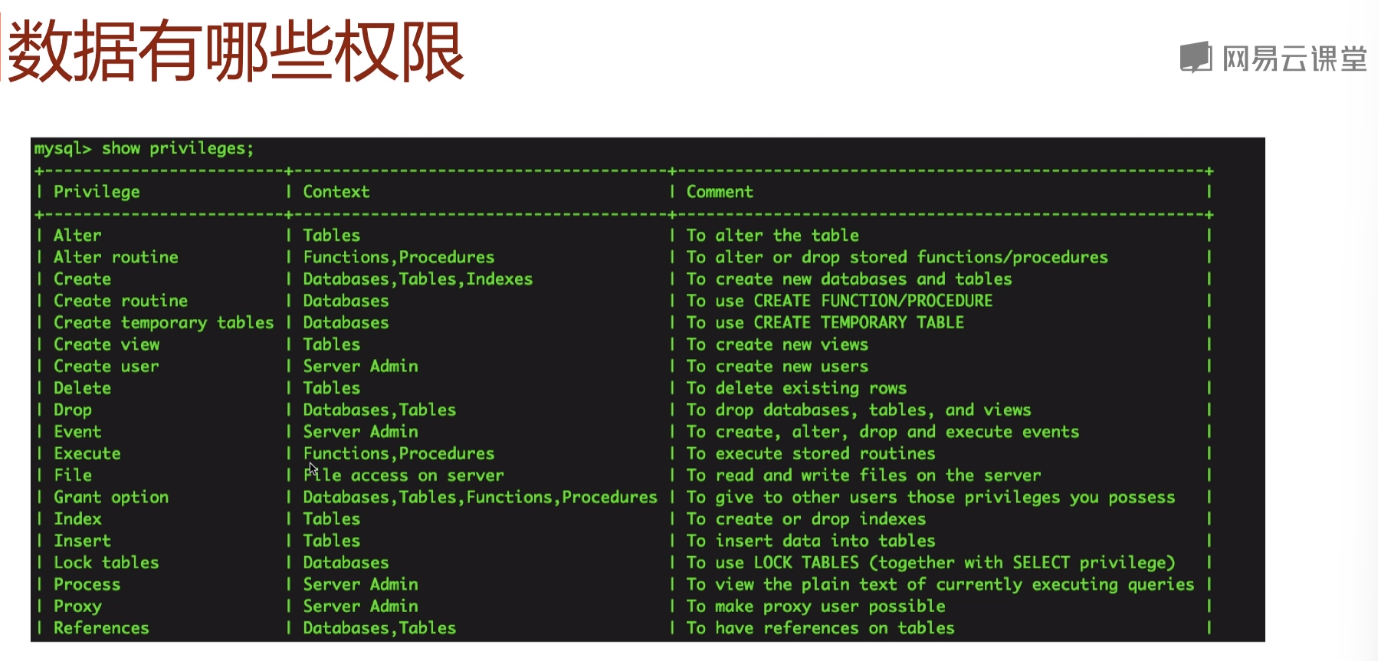 数据有哪些权限
网易云课堂
mysql> show privileges;
+-------------------------+---------------------------------------+-------------------------------------------------------+
| Privilege | Context | Comment |
+-------------------------+---------------------------------------+-------------------------------------------------------+
| Alter | Tables | To alter the table |
| Alter routine | Functions,Procedures | To alter or drop stored functions/procedures |
| Create | Databases,Tables,Indexes | To create new databases and tables |
| Create routine | Databases | To use CREATE FUNCTION/PROCEDURE |
| Create temporary tables | Databases | To use CREATE TEMPORARY TABLE |
| Create view | Tables | To create new views |
| Create user | Server Admin | To create new users |
| Delete | Tables | To delete existing rows |
| Drop | Databases,Tables | To drop databases, tables, and views |
| Event | Server Admin | To create, alter, drop and execute events |
| Execute | Functions,Procedures | To execute stored routines |
| File | File access on server | To read and write files on the server |
| Grant option | Databases,Tables,Functions,Procedures | To give to other users those privileges you possess |
| Index | Tables | To create or drop indexes |
| Insert | Tables | To insert data into tables |
| Lock tables | Databases | To use LOCK TABLES (together with SELECT privilege) |
| Process | Server Admin | To view the plain text of currently executing queries |
| Proxy | Server Admin | To make proxy user possible |
| References | Databases,Tables | To have references on tables |